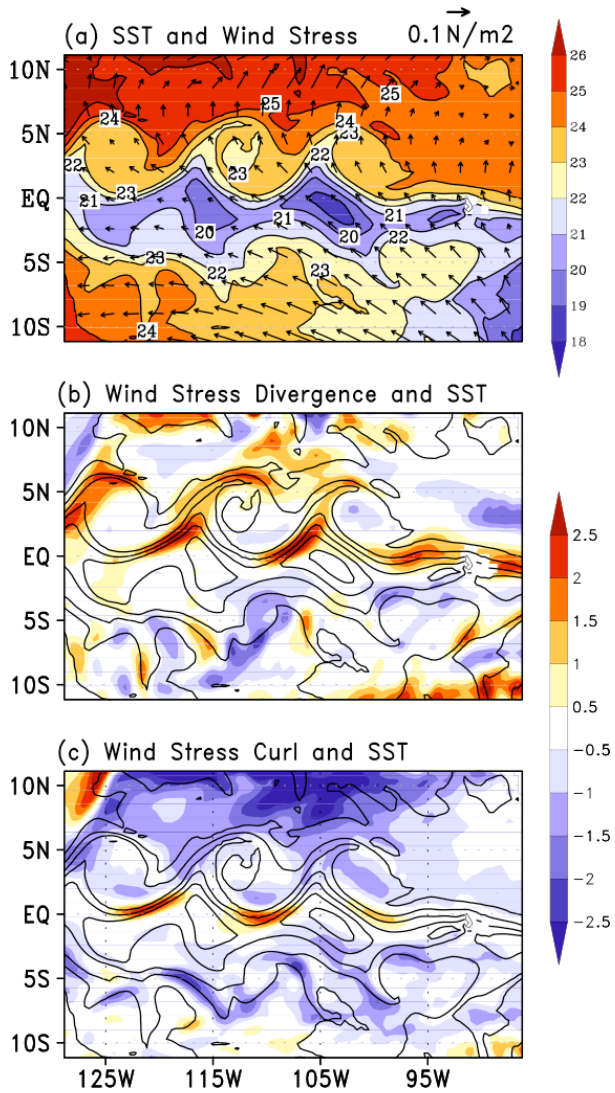 (a) SST and Wind Stress 0.1N/m2
10N
5N
EQ
5S
10S
24
25
25
24
23
22
22
23
23
21
21
21
20
20
22
23
22
23
24
26
25
24
23
22
21
20
19
18
(b) Wind Stress Divergence and SST
10N
5N
EQ
5S
10S
(c) Wind Stress Curl and SST
10N
5N
EQ
5S
10S
125W 115W 105W 95W
2.5
2
1.5
1
0.5
-0.5
-1
-1.5
-2
-2.5